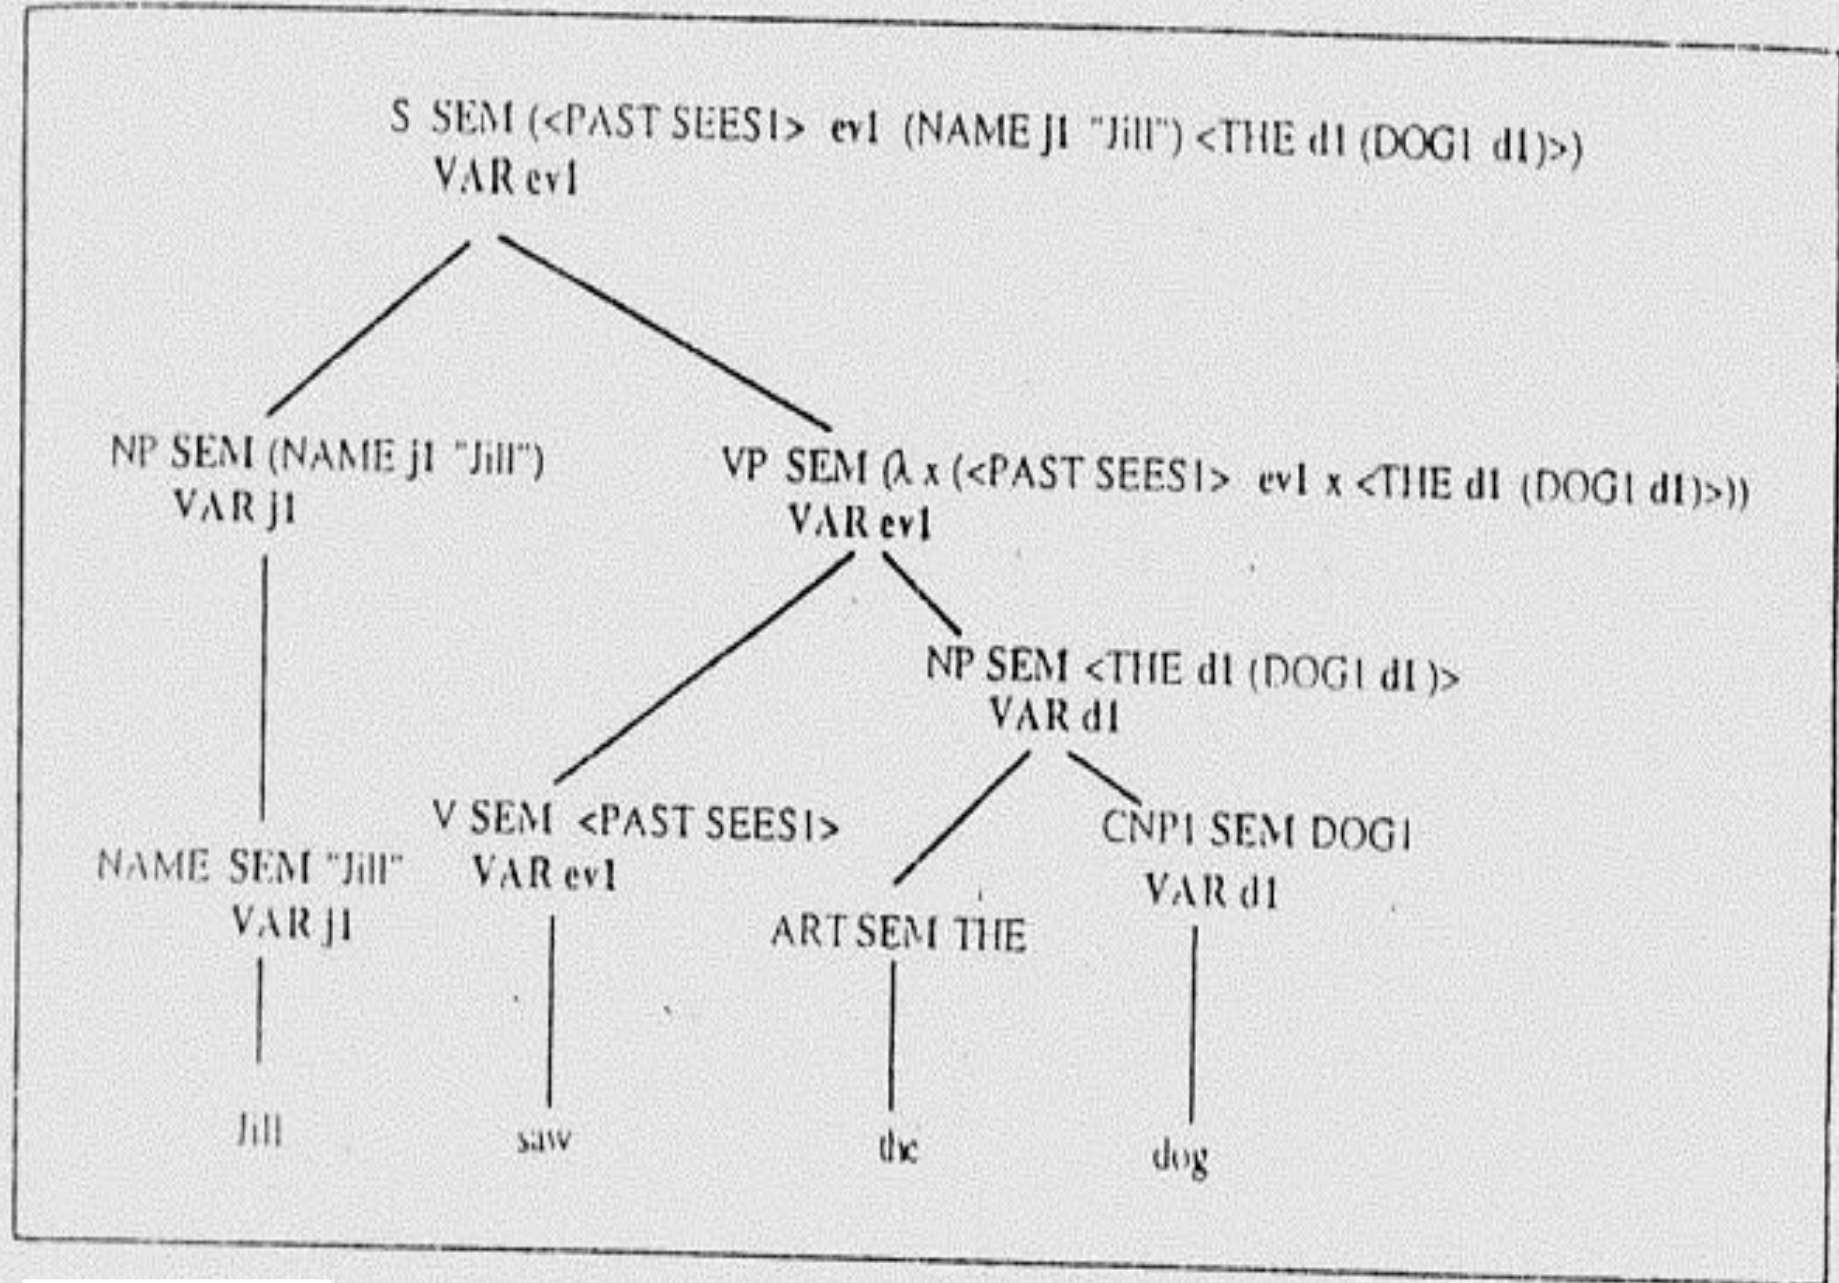 S SEM (<PAST SEES1> ev1 (NAME j1 "Jill") <THE d1 (DOG1 d1)>)
VAR ev1
NP SEM (NAME j1 "Jill")
VAR j1
VP SEM (λ x (<PAST SEES1> ev1 x <THE d1 (DOG1 d1)>))
VAR ev1
NP SEM <THE d1 (DOG1 d1)>
VAR d1
NAME SEM "Jill"
VAR j1
V SEM <PAST SEES1>
VAR ev1
ART SEM THE
CNP1 SEM DOG1
VAR d1
Jill
saw
the
dog